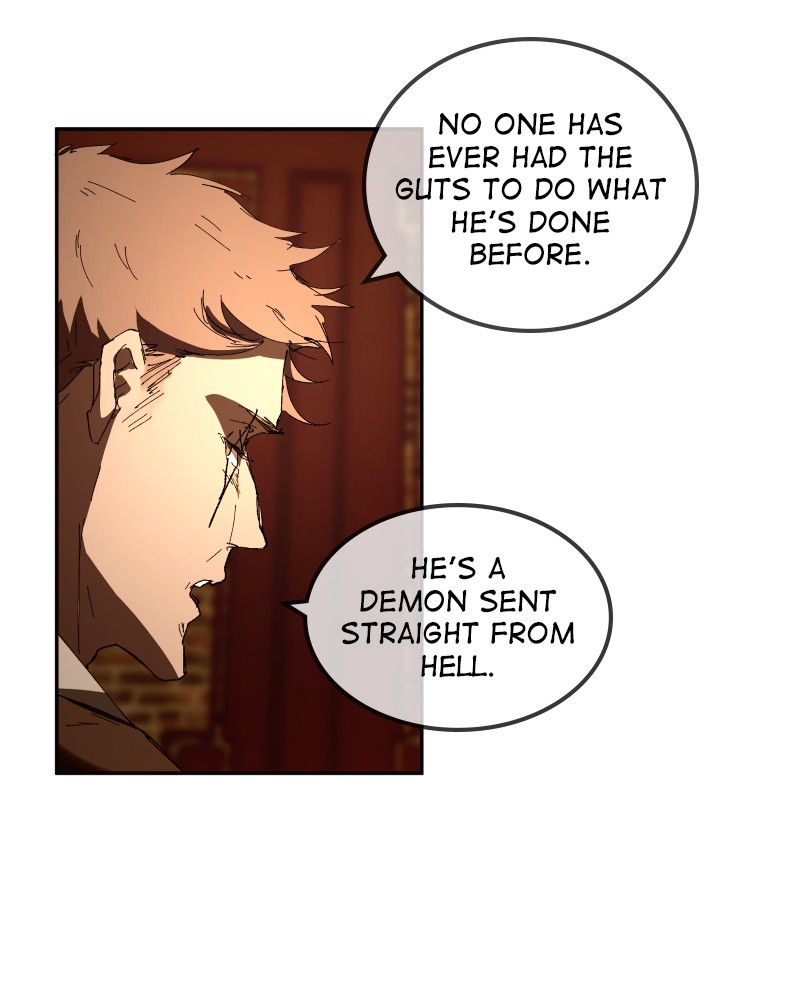 NO ONE HAS
EVER HAD THE
GUTS TO DO WHAT
HE'S DONE
BEFORE.
HE'S A
DEMON SENT
STRAIGHT FROM
HELL.